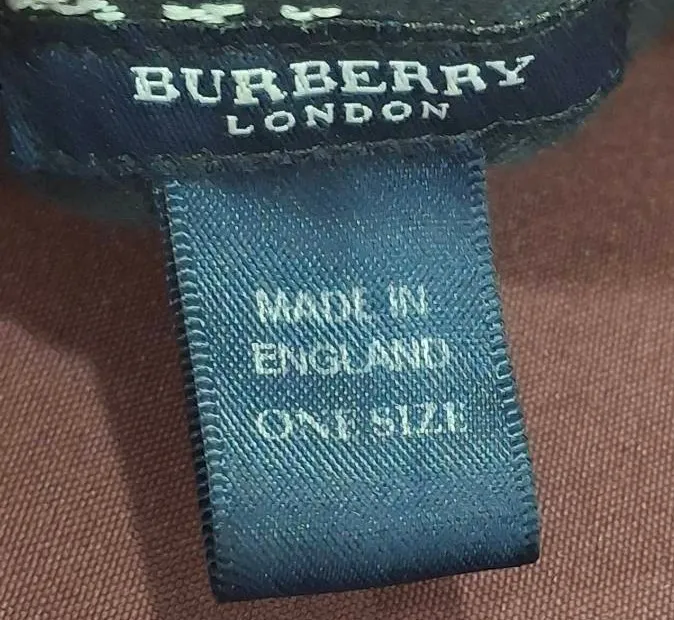 BURBERRY
LONDON
MADE IN
ENGLAND
ONE SIZE